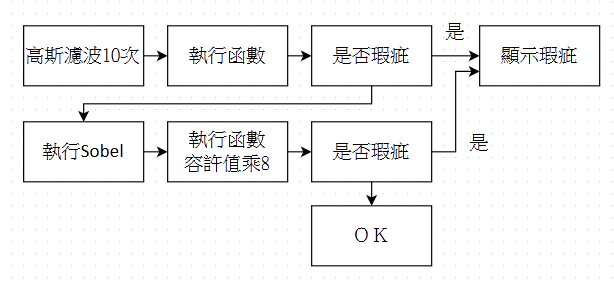 高斯濾波10次
執行函數
是否瑕疵
是
顯示瑕疵
執行Sobel
執行函數
容許值乘8
是否瑕疵
是
OK